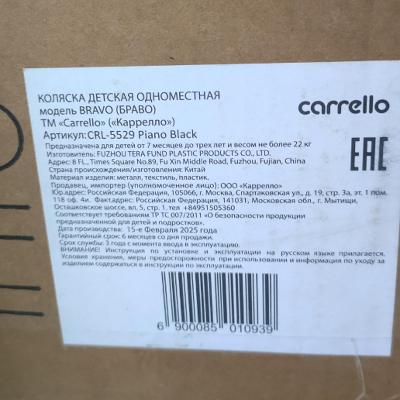 КОЛЯСКА ДЕТСКАЯ ОДНОМЕСТНАЯ
модель BRAVO (БРАВО)
ТМ «Carrello» («Каррелло»)
Артикул:CRL-5529 Piano Black
carrello
EAC
Предназначена для детей от 7 месяцев до трех лет и весом не более 22 кг
Изготовитель: FUZHOU TERA FUND PLASTIC PRODUCTS CO., LTD.
Адрес: 8 FL., Times Square No.89, Fu Xin Middle Road, Fuzhou, Fujian, China
Страна происхождения/изготовления: Китай
Материал изделия: металл, текстиль, пластик.
Продавец, импортер (уполномоченное лицо): ООО «Каррелло»
Адрес: Российская Федерация, 105066, г. Москва, Спартаковская ул., д. 19, стр. 3а, эт. 1 пом.
118 оф. 4и. Фактический адрес: Российская Федерация, 141031, Московская обл., г. Мытищи,
Осташковское шоссе, вл. 5, стр. 1, тел. +84951505360
Соответствует требованиям ТР ТС 007/2011 «О безопасности продукции
предназначенной для детей и подростков».
Дата производства: 15-е Февраля 2025 года
Гарантийный срок: 6 месяцев со дня продажи.
Срок службы: 3 года с момента ввода в эксплуатацию.
Инструкция по установке и эксплуатации на русском языке прилагается.
Условия хранения, меры предосторожности при использовании и информация по уходу за
изделием содержаться в инструкции по эксплуатации.
6 900085 010939